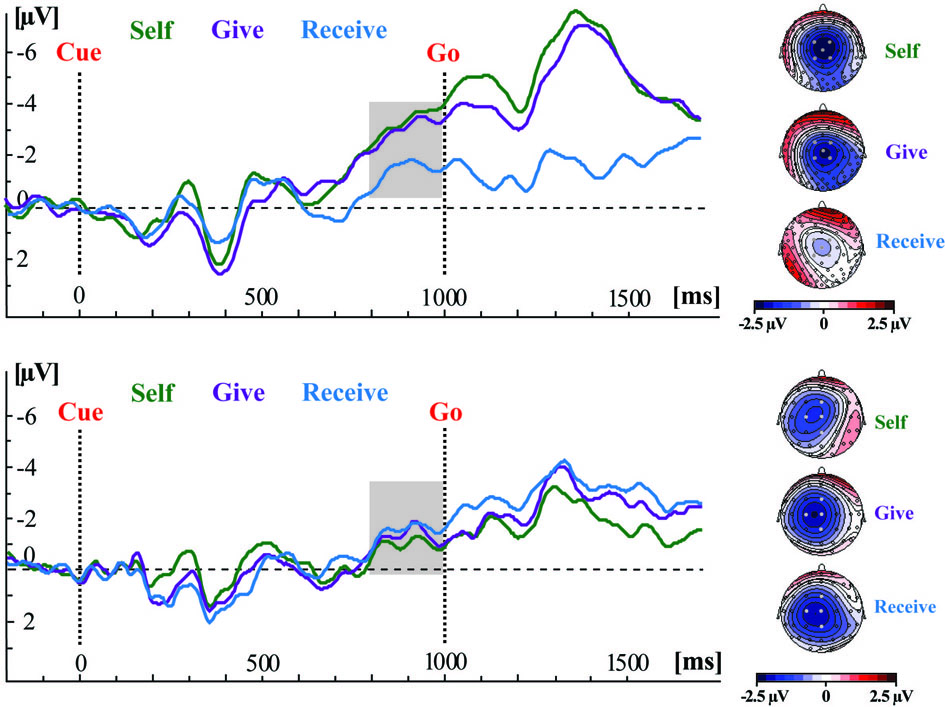 [μV]
Self Give Receive
Cue
Go
-6
-4
-2
0
2
0 500 1000 1500 [ms]
Self
Give
Receive
-2.5 μV 0 2.5 μV
[μV]
Self Give Receive
Cue
Go
-6
-4
-2
0
2
0 500 1000 1500 [ms]
Self
Give
Receive
-2.5 μV 0 2.5 μV